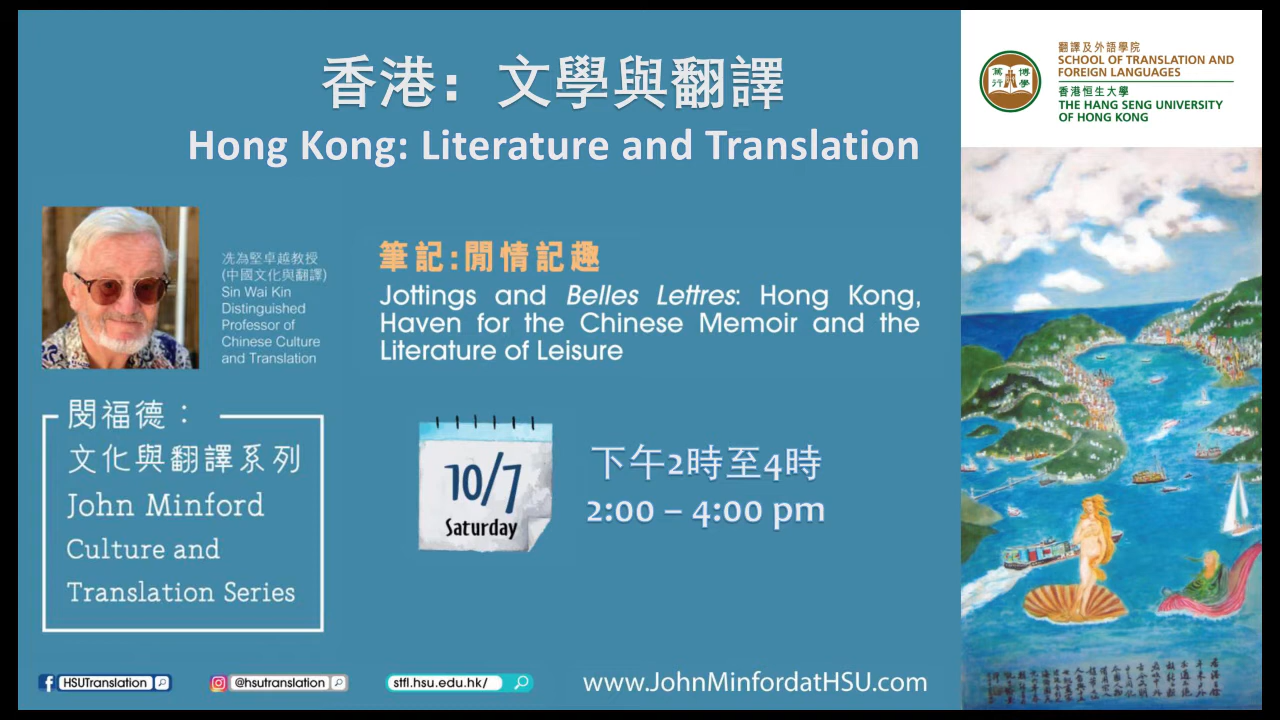 香港：文學與翻譯
Hong Kong: Literature and Translation
翻譯及外語學院
SCHOOL OF TRANSLATION AND
FOREIGN LANGUAGES
香港恒生大學
THE HANG SENG UNIVERSITY
OF HONG KONG
博學
篤行
冼為堅卓越教授
(中國文化與翻譯)
Sin Wai Kin
Distinguished
Professor of
Chinese Culture
and Translation
筆記:閒情記趣
Jottings and Belles Lettres: Hong Kong,
Haven for the Chinese Memoir and the
Literature of Leisure
閔福德：
文化與翻譯系列
John Minford
Culture and
Translation Series
10/7
Saturday
下午2時至4時
2:00 – 4:00 pm
HSUTranslation
@hsutranslation
stfl.hsu.edu.hk/
www.JohnMinfordatHSU.com